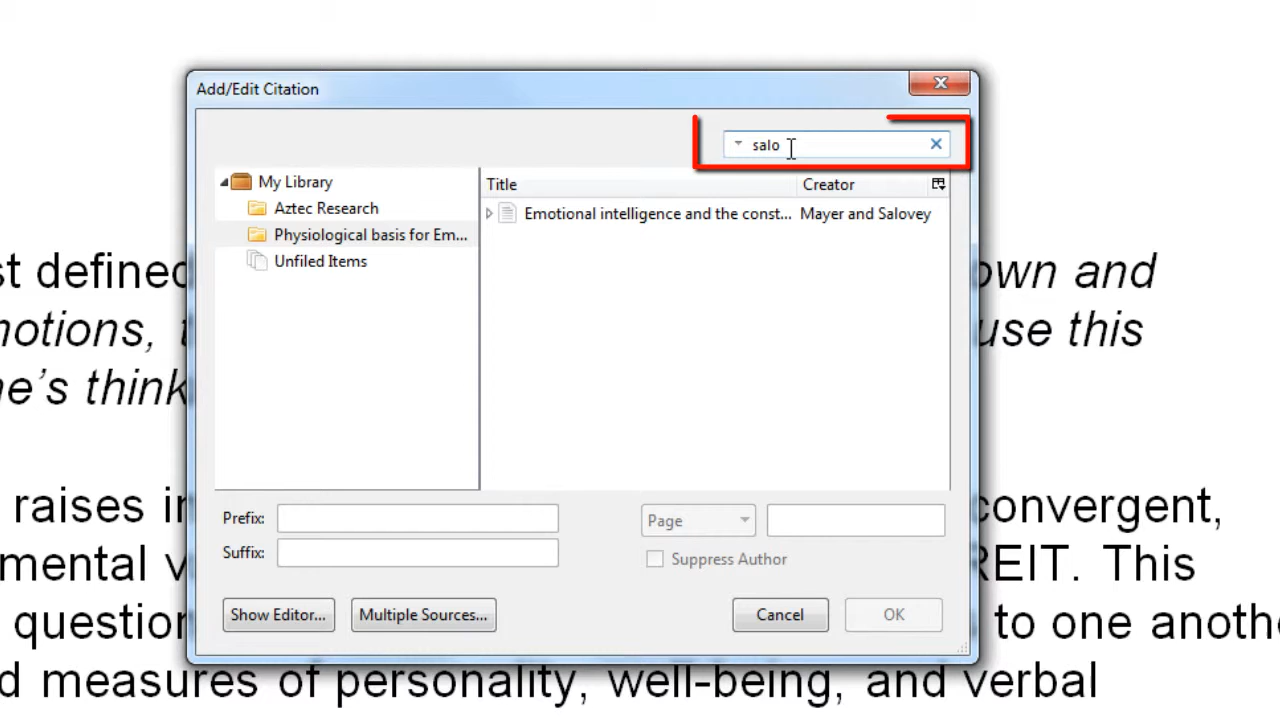 Add/Edit Citation
salo
My Library
Aztec Research
Physiological basis for Em...
Unfiled Items
Title Creator
Emotional intelligence and the const... Mayer and Salovey
st defined own and
motions, use this
ne's think
raises in convergent,
mental v REIT. This
question to one anothe
d measures of personality, well-being, and verbal
Prefix:
Suffix:
Page
Suppress Author
Show Editor... Multiple Sources... Cancel OK